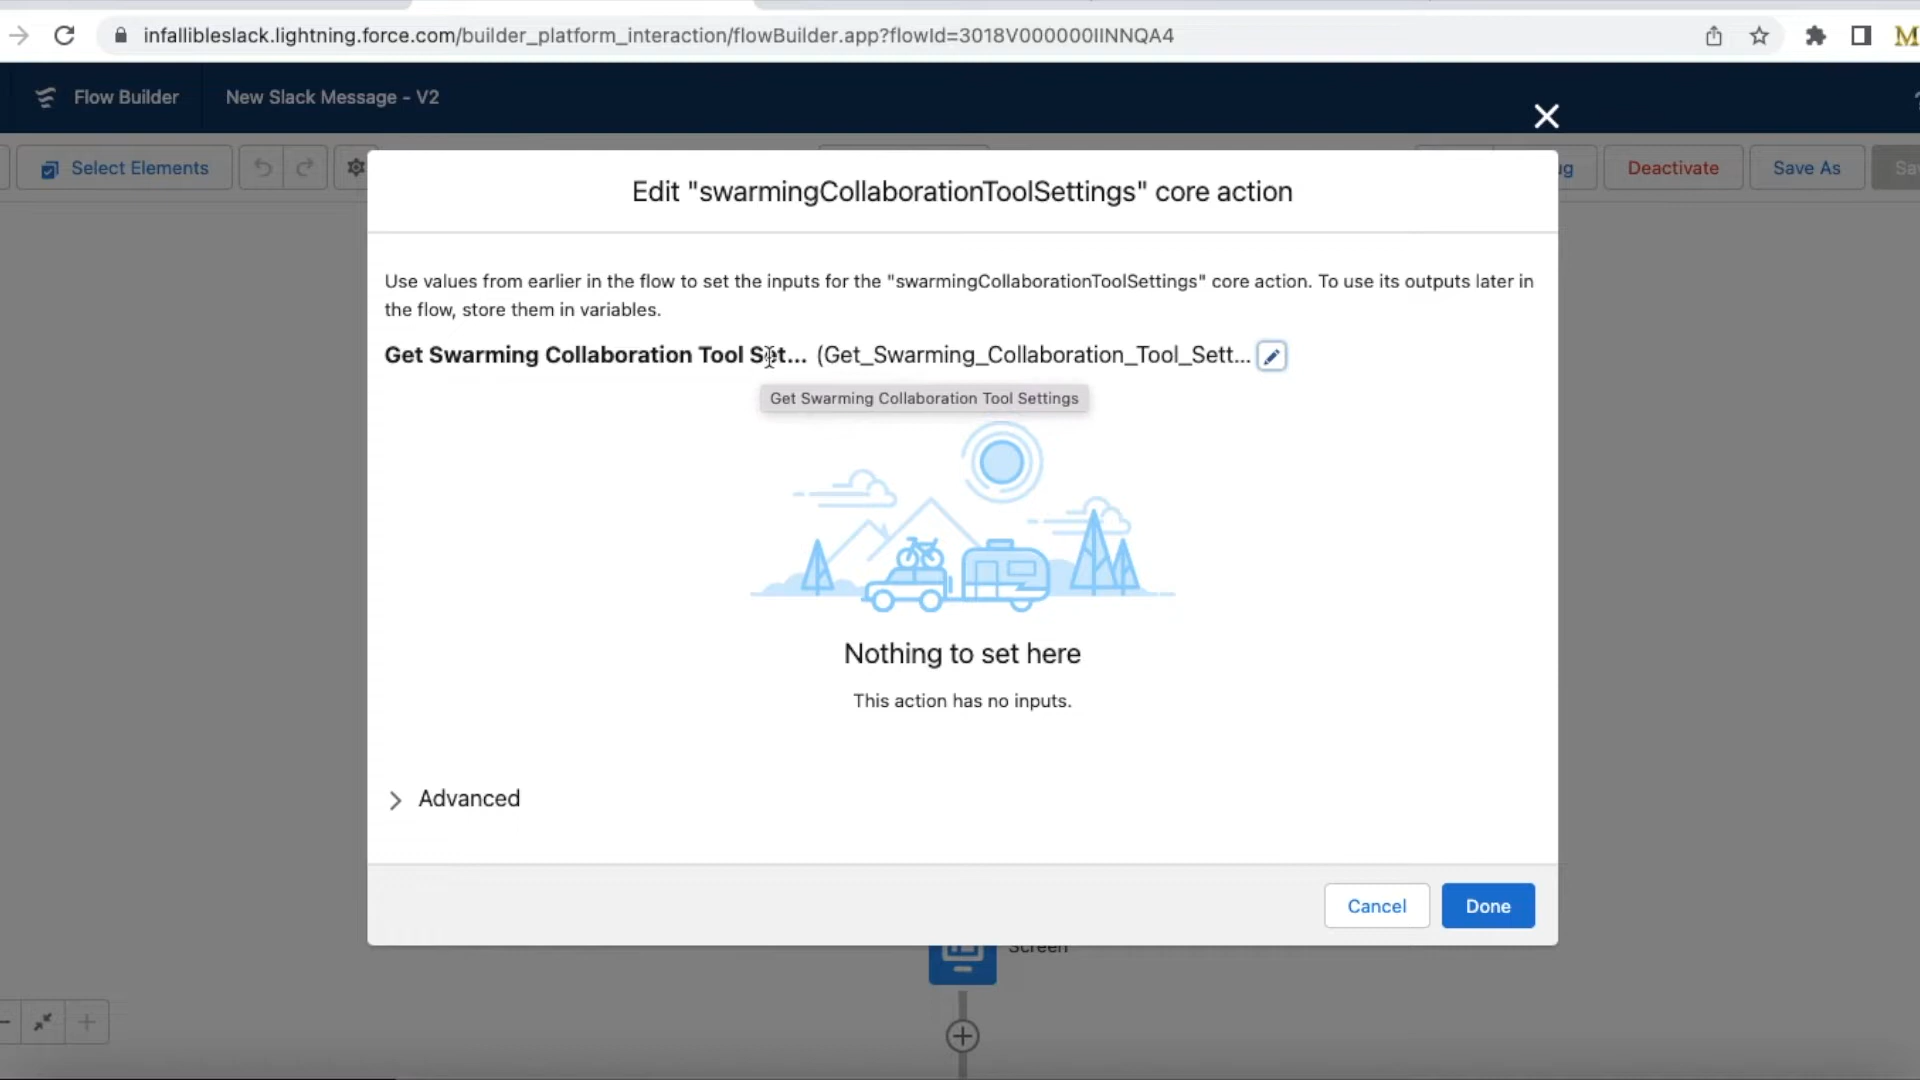 infallibleslack.lightning.force.com/builder_platform_interaction/flowBuilder.app?flowId=3018V000000IINNQA4
M
Flow Builder
New Slack Message - V2
Select Elements
Deactivate
Save As
Edit "swarmingCollaborationToolSettings" core action
Use values from earlier in the flow to set the inputs for the "swarmingCollaborationToolSettings" core action. To use its outputs later in
the flow, store them in variables.
Get Swarming Collaboration Tool Set... (Get_Swarming_Collaboration_Tool_Sett...
Get Swarming Collaboration Tool Settings
Nothing to set here
This action has no inputs.
Advanced
Cancel
Done
Screen